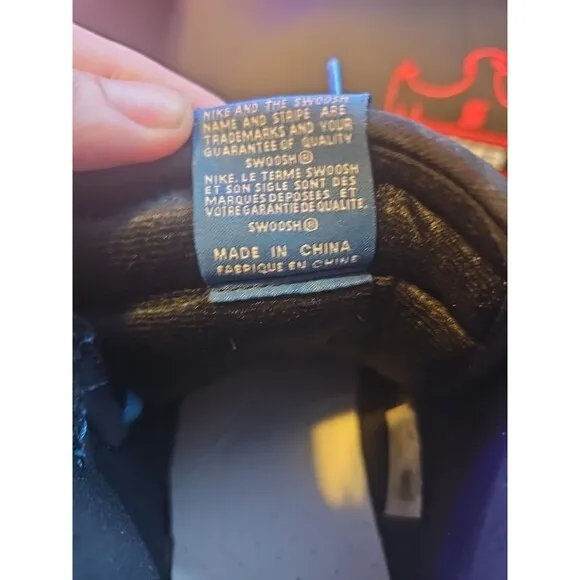 NIKE AND THE SWOOSH
NAME AND STRIPE ARE
TRADEMARKS AND YOUR
GUARANTEE OF QUALITY
SWOOSH®
NIKE, LE TERME SWOOSH
ET SON SIGLE SONT DES
MARQUES DEPOSEES ET
VOTRE GARANTIE DE QUALITE.
SWOOSH®
MADE IN CHINA
FABRIQUE EN CHINE